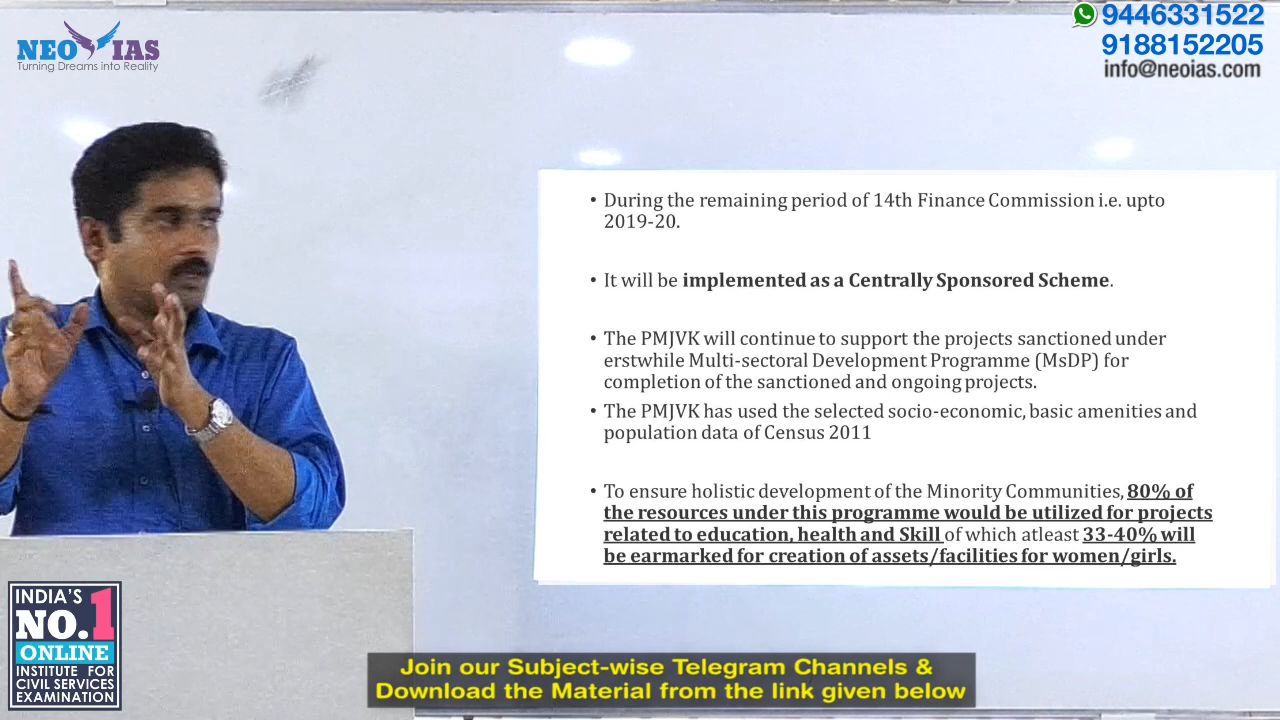 NEO IAS
Turning Dreams into Reality
9446331522
9188152205
info@neoias.com
• During the remaining period of 14th Finance Commission i.e. upto
2019-20.
• It will be implemented as a Centrally Sponsored Scheme.
• The PMJVK will continue to support the projects sanctioned under
erstwhile Multi-sectoral Development Programme (MsDP) for
completion of the sanctioned and ongoing projects.
• The PMJVK has used the selected socio-economic, basic amenities and
population data of Census 2011
• To ensure holistic development of the Minority Communities, 80% of
the resources under this programme would be utilized for projects
related to education, health and Skill of which atleast 33-40% will
be earmarked for creation of assets/facilities for women/girls.
INDIA'S
NO.1
ONLINE
INSTITUTE FOR
CIVIL SERVICES
EXAMINATION
Join our Subject-wise Telegram Channels &
Download the Material from the link given below